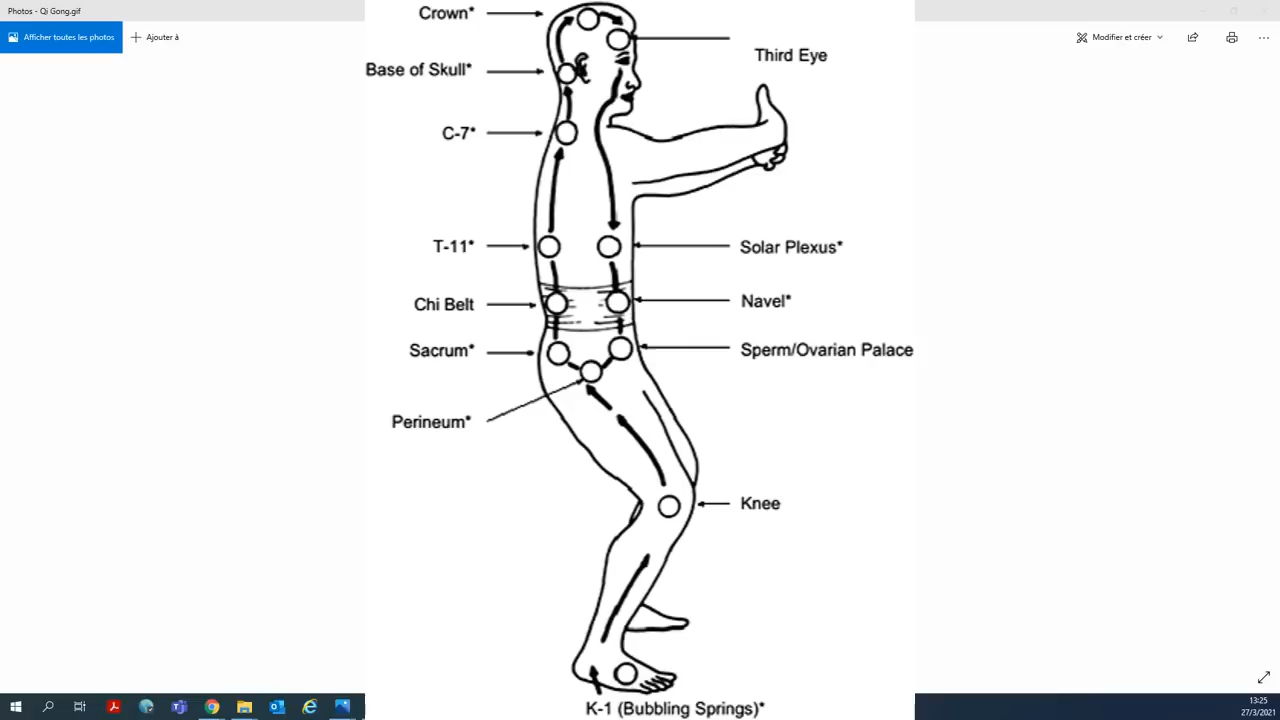 Photos - Qi Gong.gif
Afficher toutes les photos
Ajouter à
Modifier et créer
Crown*
Third Eye
Base of Skull*
C-7*
T-11*
Solar Plexus*
Chi Belt
Navel*
Sacrum*
Sperm/Ovarian Palace
Perineum*
Knee
K-1 (Bubbling Springs)*
13:25
27/3/2021